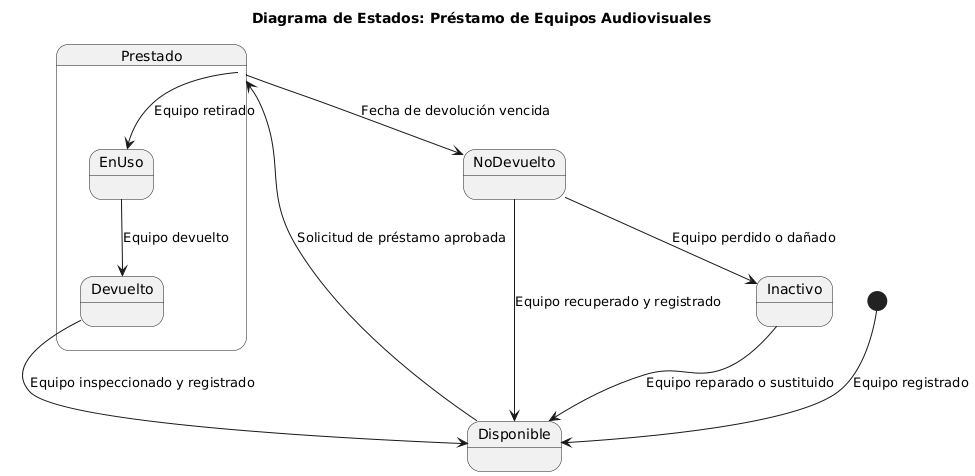 Diagrama de Estados: Préstamo de Equipos Audiovisuales
Prestado
Equipo retirado
Fecha de devolución vencida
EnUso
NoDevuelto
Equipo devuelto
Solicitud de préstamo aprobada
Equipo perdido o dañado
Devuelto
Inactivo
Equipo recuperado y registrado
Equipo inspeccionado y registrado
Equipo reparado o sustituido
Equipo registrado
Disponible